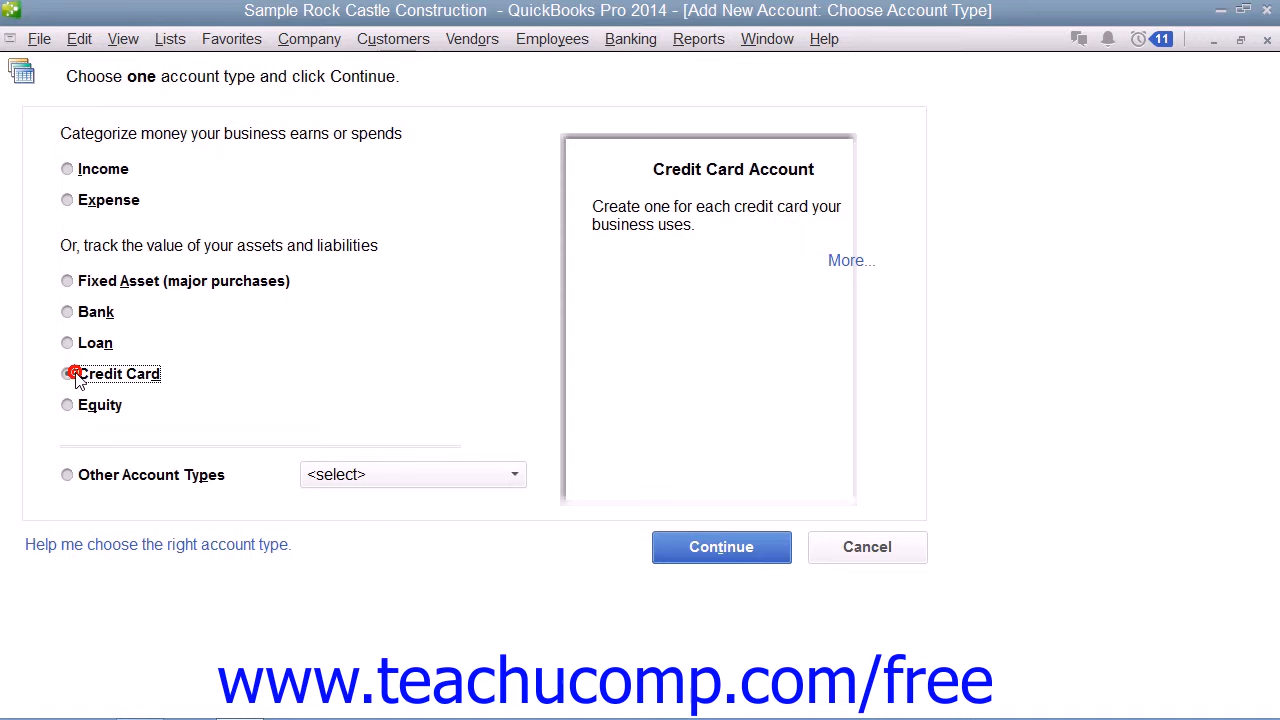 Sample Rock Castle Construction - QuickBooks Pro 2014 - [Add New Account: Choose Account Type]
File Edit View Lists Favorites Company Customers Vendors Employees Banking Reports Window Help 11
Choose one account type and click Continue.
Categorize money your business earns or spends
Income
Expense
Or, track the value of your assets and liabilities
Fixed Asset (major purchases)
Bank
Loan
Credit Card
Equity
Other Account Types <select>
Credit Card Account
Create one for each credit card your
business uses.
More...
Help me choose the right account type.
Continue Cancel
www.teachucomp.com/free